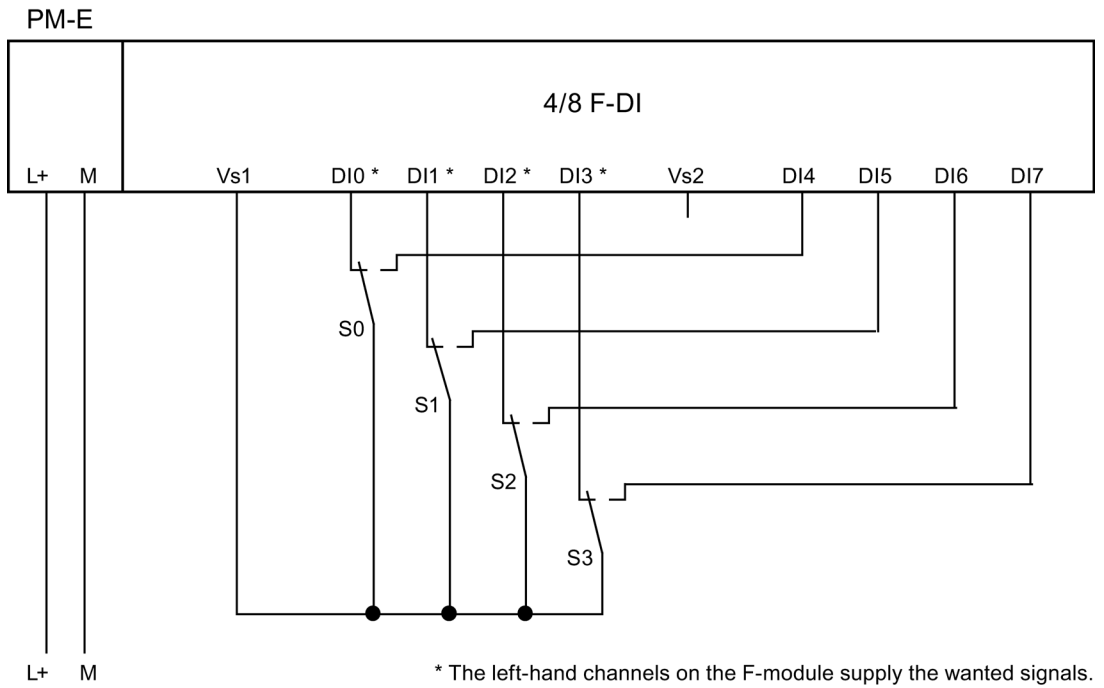 PM-E
4/8 F-DI
L+ M Vs1 DI0 * DI1 * DI2 * DI3 * Vs2 DI4 DI5 DI6 DI7
S0
S1
S2
S3
L+ M * The left-hand channels on the F-module supply the wanted signals.